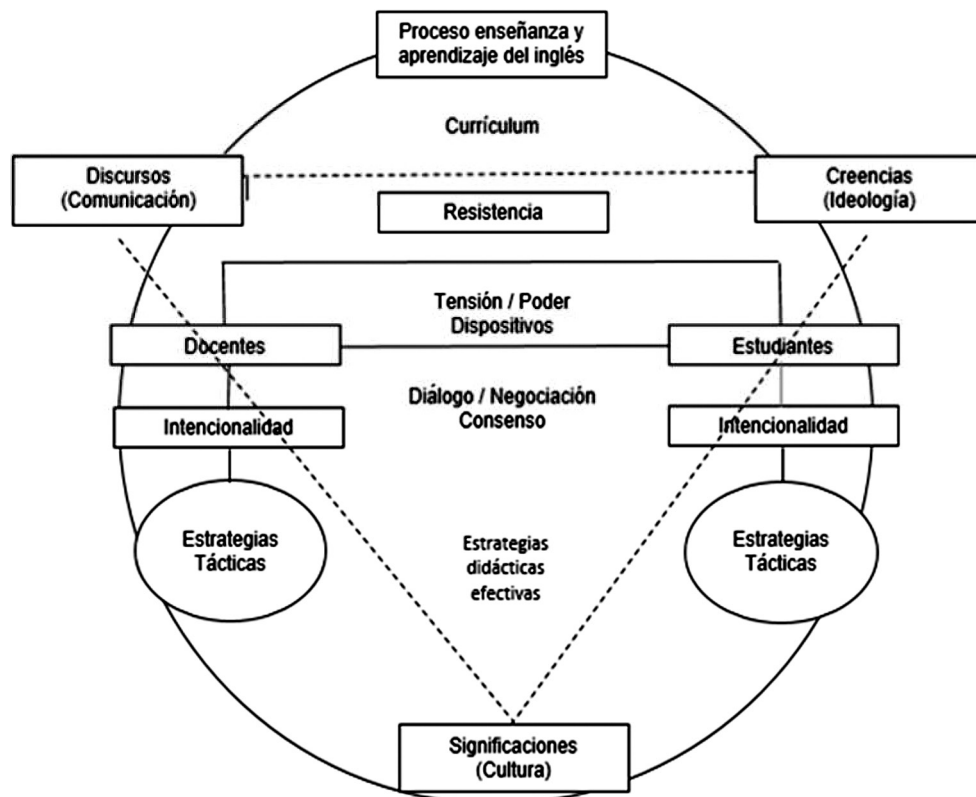 Proceso enseñanza y
aprendizaje del inglés
Currículum
Discursos
(Comunicación)
Creencias
(Ideología)
Resistencia
Tensión / Poder
Dispositivos
Docentes
Estudiantes
Diálogo / Negociación
Consenso
Intencionalidad
Intencionalidad
Estrategias
Tácticas
Estrategias
didácticas
efectivas
Estrategias
Tácticas
Significaciones
(Cultura)